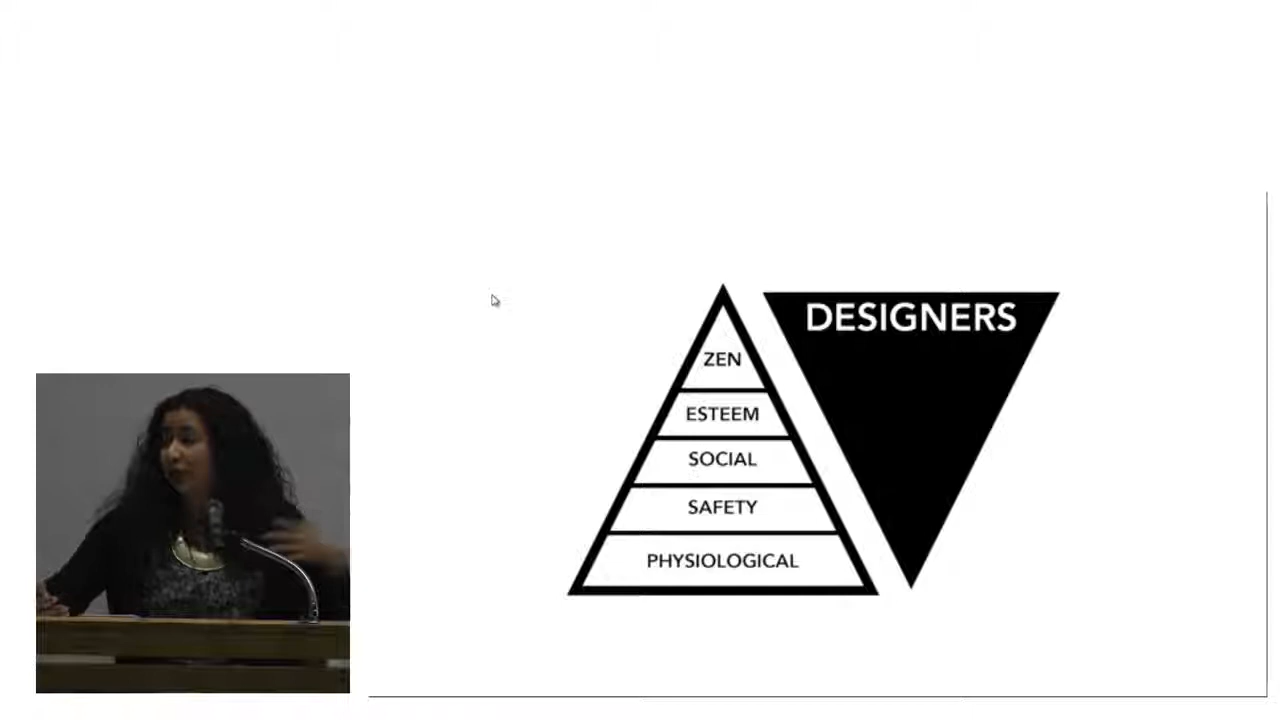 DESIGNERS
ZEN
ESTEEM
SOCIAL
SAFETY
PHYSIOLOGICAL